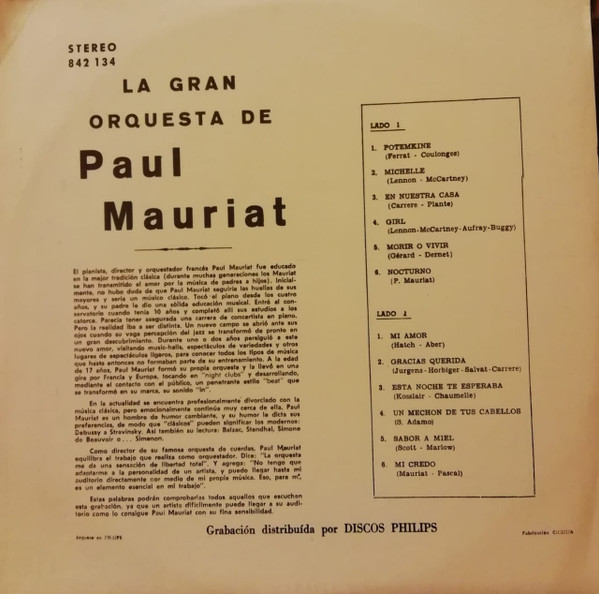 STEREO
842 134
LA GRAN
ORQUESTA DE
Paul
Mauriat
El pianista, director y orquestador francés Paul Mauriat fue educado
en la mejor tradición clásica (durante muchas generaciones los Mauriat
se han transmitido el amor por la música de padres a hijos). Inicial-
mente, no hubo duda de que Paul Mauriat seguiría las huellas de sus
mayores y sería un músico clásico. Tocó el piano desde los cuatro
años, y su padre le dio una sólida educación musical. Entró al con-
servatorio cuando tenía 10 años y completó allí sus estudios a los
catorce. Parecía tener asegurada una carrera de concertista en piano.
Pero la realidad iba a ser distinta. Un nuevo campo se abrió ante sus
ojos cuando su vaga percepción del jazz se transformó de pronto en
un gran descubrimiento. Durante uno o dos años persiguió a este
nuevo amor, visitando music-halls, espectáculos de variedades y otros
lugares de espectáculos ligeros, para conocer todos los tipos de música
que hasta entonces no formaban parte de su entrenamiento. A la edad
de 17 años, Paul Mauriat formó su propia orquesta y la llevó en una
gira por Francia y Europa, tocando en "night clubs" y desarrollando,
mediante el contacto con el público, un penetrante estilo "beat" que
se transformó en su marca, su sonido "in".
En la actualidad se encuentra profesionalmente divorciado con la
música clásica, pero emocionalmente continúa muy cerca de ella. Paul
Mauriat es un hombre de humor cambiante, y su humor le dicta sus
preferencias, de modo que "clásicos" pueden significar los modernos:
Debussy a Stravinsky. Así también su lectura: Balzac, Standhal, Simone
de Beauvoir o... Simenon.
Como director de su famosa orquesta de cuerdas, Paul Mauriat
equilibra el trabajo que realiza como orquestador. Dice: "La orquesta
me da una sensación de libertad total". Y agrega: "No tengo que
adaptarme a la personalidad de un artista, y puedo llegar hasta mi
auditorio directamente por medio de mi propia música. Eso, para mí,
es un elemento esencial en mi trabajo".
Estas palabras podrán comprobarlas todos aquellos que escuchen
esta grabación, ya que un artista difícilmente puede llegar a su audi-
torio como lo consigue Paul Mauriat con su fina sensibilidad.
LADO 1
1. POTEMKINE
(Ferrat - Coulonges)
2. MICHELLE
(Lennon - McCartney)
3. EN NUESTRA CASA
(Carrere - Plante)
4. GIRL
(Lennon-McCartney-Aufray-Buggy)
5. MORIR O VIVIR
(Gérard - Dernet)
6. NOCTURNO
(P. Mauriat)
LADO 2
1. MI AMOR
(Hatch - Aber)
2. GRACIAS QUERIDA
(Jurgens-Horbiger-Salvat-Carrere)
3. ESTA NOCHE TE ESPERABA
(Kosslair - Chaumelle)
4. UN MECHON DE TUS CABELLOS
(S. Adamo)
5. SABOR A MIEL
(Scott - Marlow)
6. MI CREDO
(Mauriat - Pascal)
Grabación distribuída por DISCOS PHILIPS